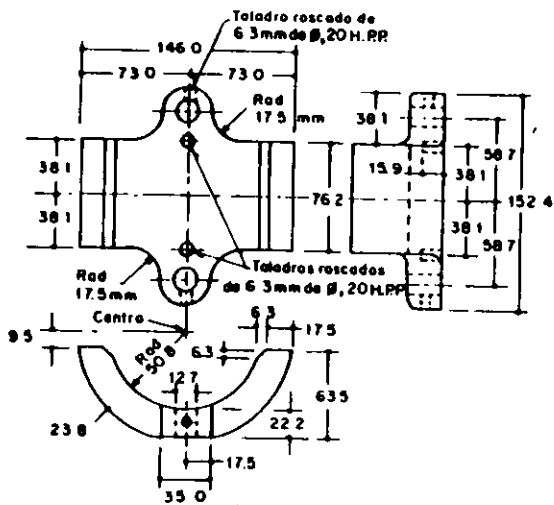 Taladro roscado de
6 3 mm de Ø, 20 H.P.P.
146 0
73 0 73 0
Rad
17.5 mm
38 1
38 1
76.2
38 1
15.9
38 1
38 1
58 7
58 7
152 4
Rad
17.5 mm
Taladros roscados
de 6 3 mm de Ø, 20 H.P.P
Centro
9 5
Rad
50 8
6 3
6 3
17 5
12 7
63 5
22.2
23 8
17.5
35 0